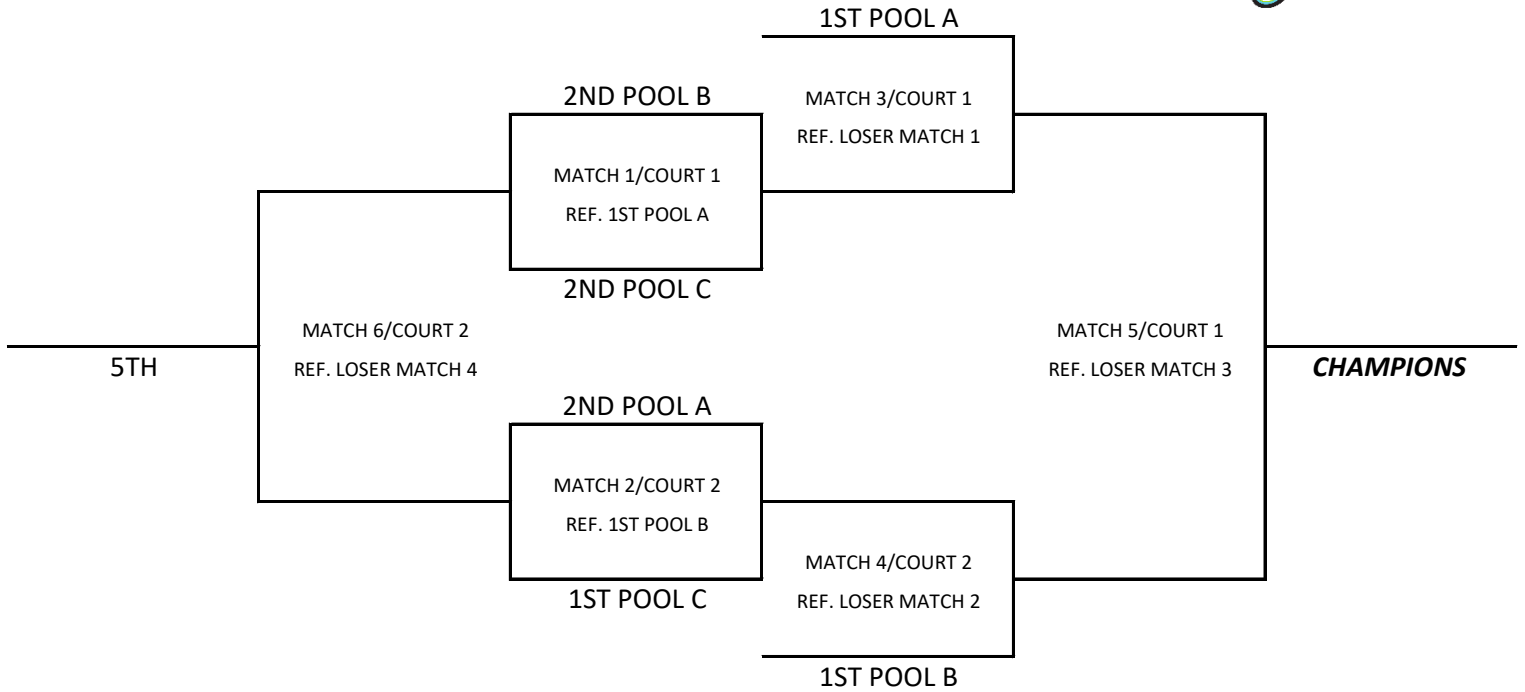 1ST POOL A
2ND POOL B
MATCH 3/COURT 1
REF. LOSER MATCH 1
MATCH 1/COURT 1
REF. 1ST POOL A
2ND POOL C
MATCH 6/COURT 2
REF. LOSER MATCH 4
MATCH 5/COURT 1
REF. LOSER MATCH 3
5TH
CHAMPIONS
2ND POOL A
MATCH 2/COURT 2
REF. 1ST POOL B
MATCH 4/COURT 2
REF. LOSER MATCH 2
1ST POOL C
1ST POOL B